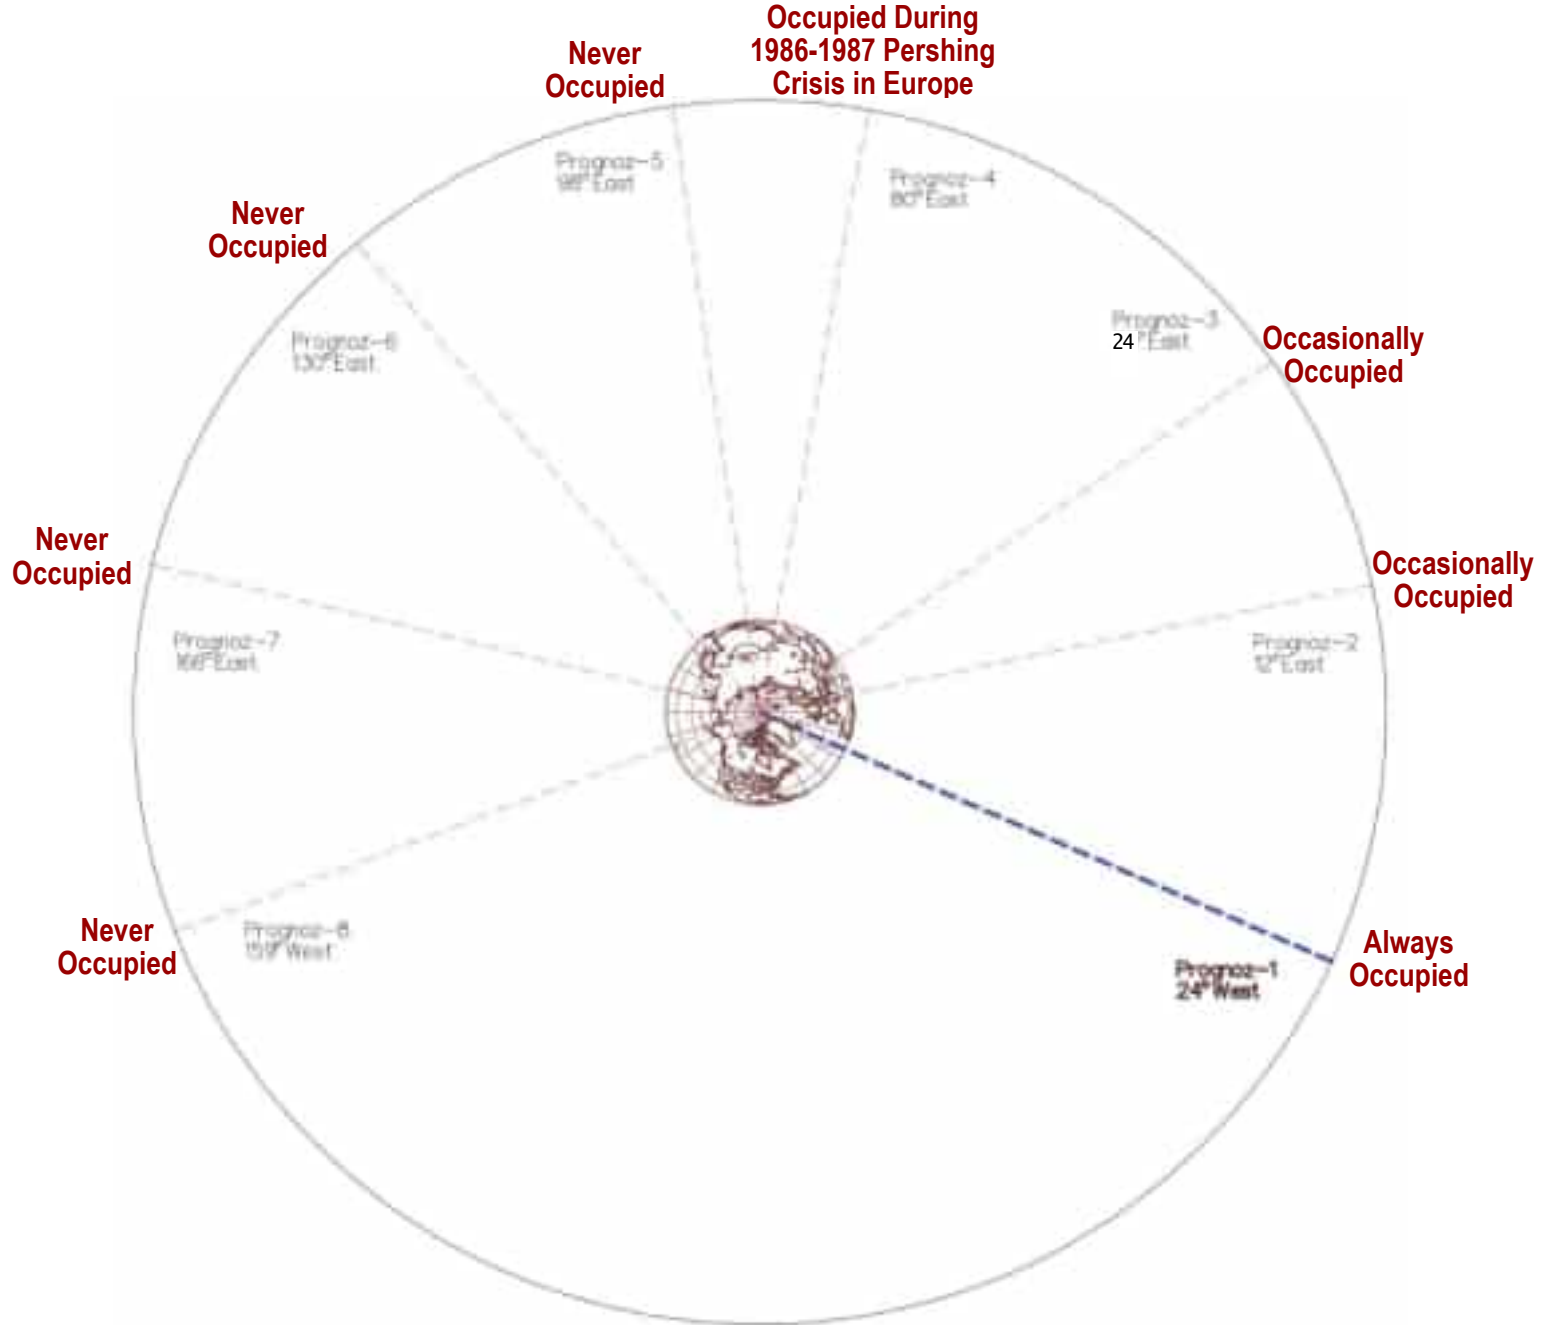 Occupied During
1986-1987 Pershing
Crisis in Europe
Never
Occupied
Prognoz-5
98° East
Prognoz-4
80° East
Never
Occupied
Prognoz-6
130° East
Prognoz-3
24° East
Occasionally
Occupied
Never
Occupied
Prognoz-7
166° East
Occasionally
Occupied
Prognoz-2
12° East
Never
Occupied
Prognoz-8
159° West
Always
Occupied
Prognoz-1
24° West